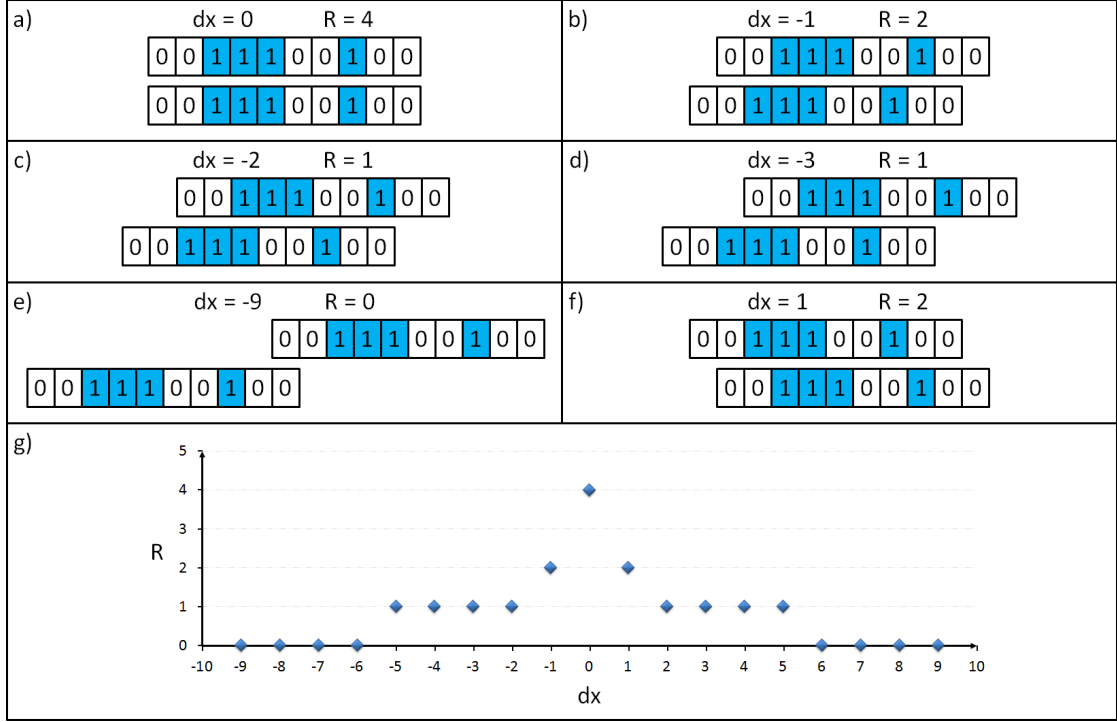 a) dx = 0 R = 4
0 0 1 1 1 0 0 1 0 0
0 0 1 1 1 0 0 1 0 0
b) dx = -1 R = 2
0 0 1 1 1 0 0 1 0 0
0 0 1 1 1 0 0 1 0 0
c) dx = -2 R = 1
0 0 1 1 1 0 0 1 0 0
0 0 1 1 1 0 0 1 0 0
d) dx = -3 R = 1
0 0 1 1 1 0 0 1 0 0
0 0 1 1 1 0 0 1 0 0
e) dx = -9 R = 0
0 0 1 1 1 0 0 1 0 0
0 0 1 1 1 0 0 1 0 0
f) dx = 1 R = 2
0 0 1 1 1 0 0 1 0 0
0 0 1 1 1 0 0 1 0 0
g)
5
4
3
R
2
1
0
-10 -9 -8 -7 -6 -5 -4 -3 -2 -1 0 1 2 3 4 5 6 7 8 9 10
dx